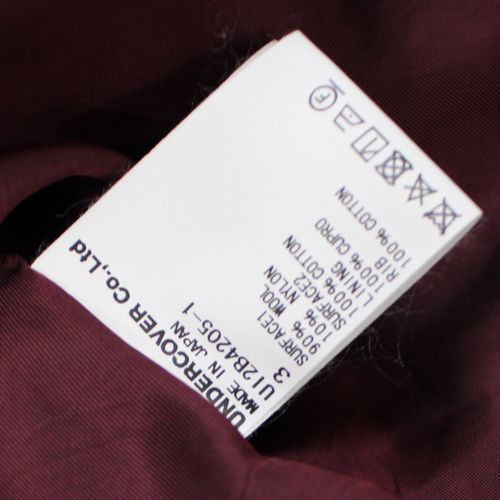 SURFACE1
90% WOOL
10% NYLON
SURFACE2
100% COTTON
LINING
100% CUPRO
RIB
100% COTTON
3
UI2B4205-1
MADE IN JAPAN
UNDERCOVER Co.,Ltd